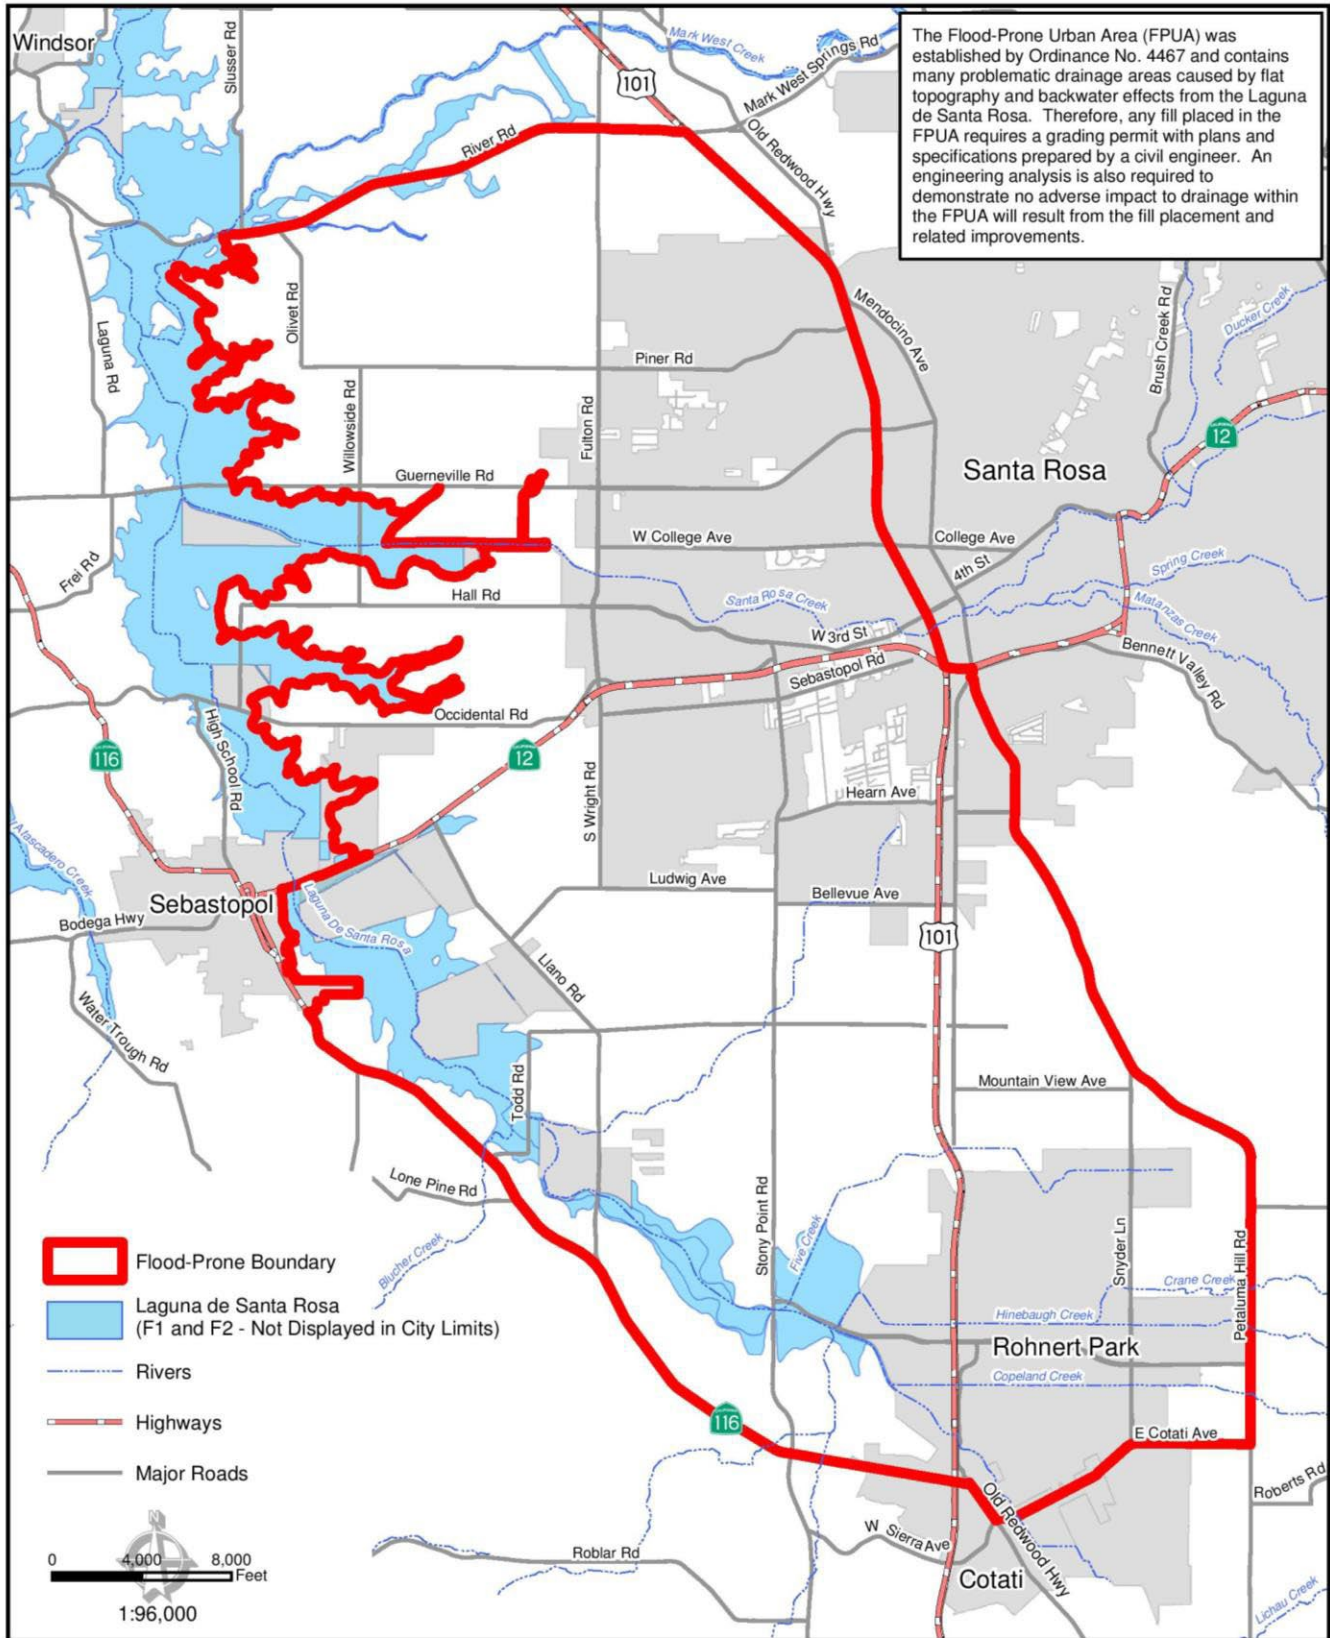 Windsor
Slusser Rd
Mark West Creek
Mark West Springs Rd
101
The Flood-Prone Urban Area (FPUA) was
established by Ordinance No. 4467 and contains
many problematic drainage areas caused by flat
topography and backwater effects from the Laguna
de Santa Rosa. Therefore, any fill placed in the
FPUA requires a grading permit with plans and
specifications prepared by a civil engineer. An
engineering analysis is also required to
demonstrate no adverse impact to drainage within
the FPUA will result from the fill placement and
related improvements.
River Rd
Old Redwood Hwy
Olivet Rd
Laguna Rd
Mendocino Ave
Brush Creek Rd
Ducker Creek
Piner Rd
Willowside Rd
Fulton Rd
12
Guerneville Rd
Santa Rosa
W College Ave
College Ave
4th St
Frei Rd
Spring Creek
Hall Rd
Santa Rosa Creek
Matanzas Creek
W 3rd St
Sebastopol Rd
Bennett Valley Rd
Occidental Rd
High School Rd
116
12
S Wright Rd
Hearn Ave
Atascadero Creek
Ludwig Ave
Bellevue Ave
Sebastopol
Laguna De Santa Rosa
Bodega Hwy
101
Llano Rd
Water Trough Rd
Todd Rd
Mountain View Ave
Lone Pine Rd
Stony Point Rd
Five Creek
Snyder Ln
Petaluma Hill Rd
Blucher Creek
Crane Creek
Hinebaugh Creek
Rohnert Park
Copeland Creek
116
E Cotati Ave
Old Redwood Hwy
Roberts Rd
W Sierra Ave
Roblar Rd
Cotati
Lichau Creek
Flood-Prone Boundary
Laguna de Santa Rosa
(F1 and F2 - Not Displayed in City Limits)
Rivers
Highways
Major Roads
N
0 4,000 8,000
Feet
1:96,000